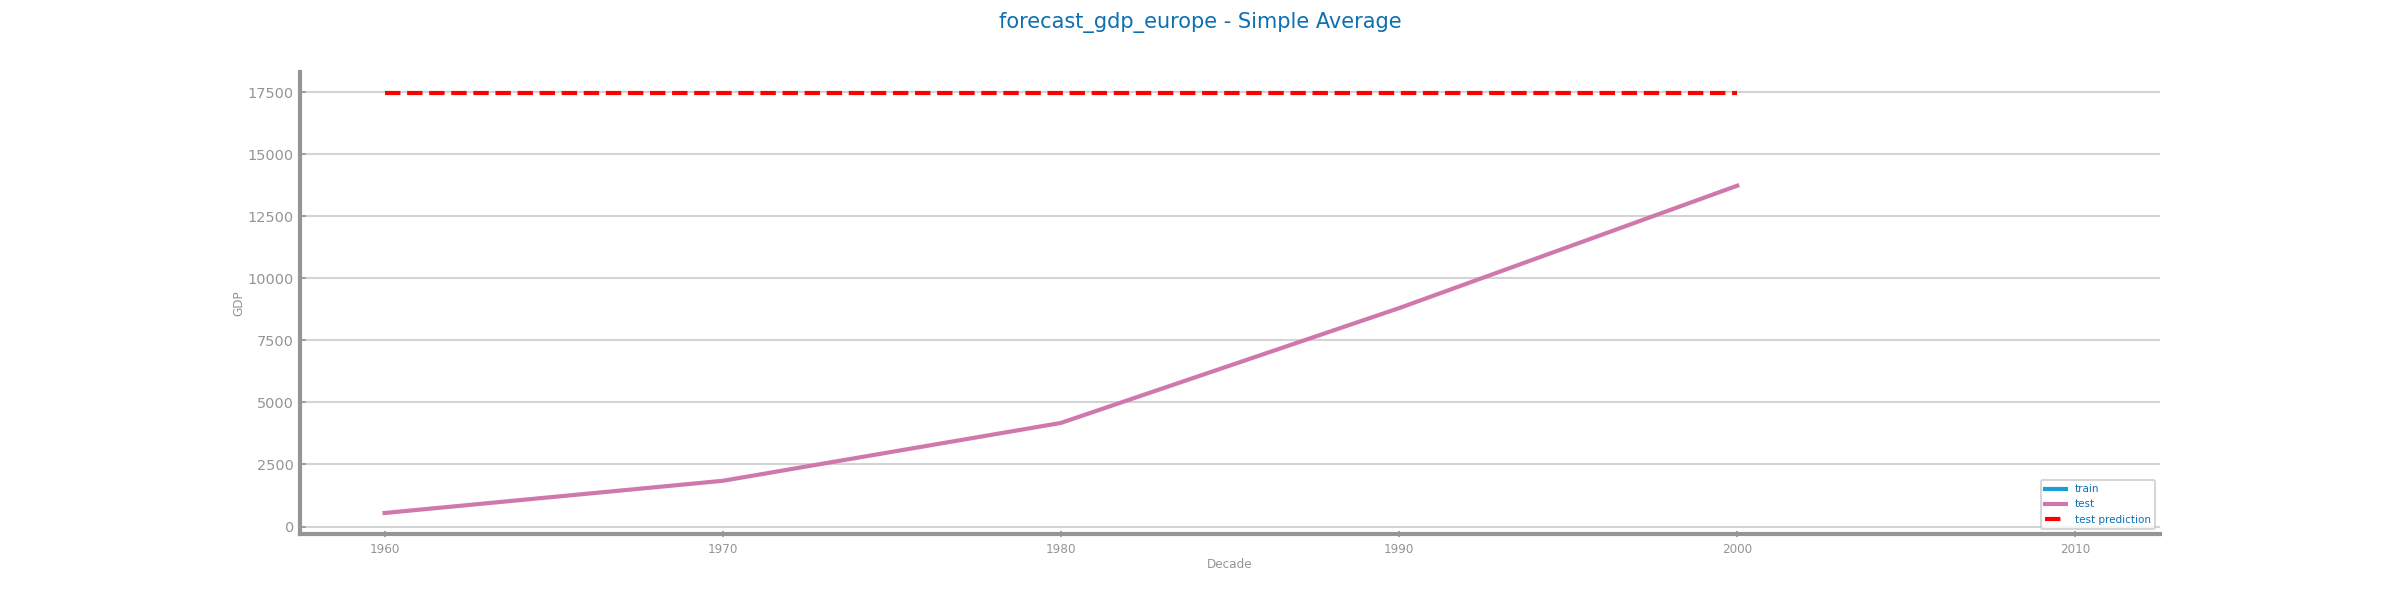 forecast_gdp_europe - Simple Average
17500
15000
12500
10000
7500
5000
2500
0
GDP
train
test
test prediction
1960 1970 1980 1990 2000 2010
Decade